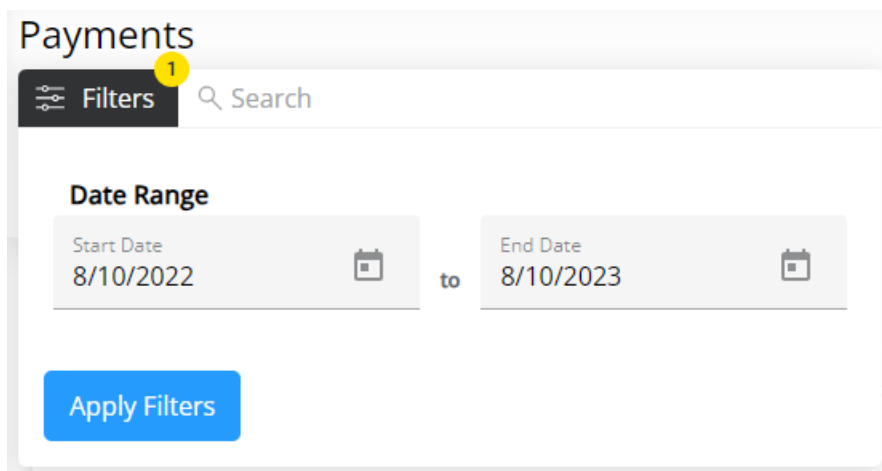 Payments
1
Filters
Search
Date Range
Start Date
8/10/2022
to
End Date
8/10/2023
Apply Filters